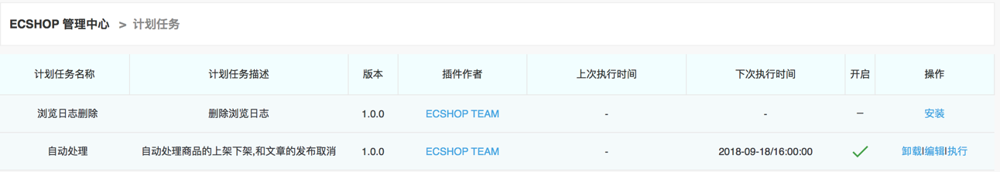 ECSHOP 管理中心 > 计划任务
计划任务名称 计划任务描述 版本 插件作者 上次执行时间 下次执行时间 开启 操作
浏览日志删除 删除浏览日志 1.0.0 ECSHOP TEAM - - 安装
自动处理 自动处理商品的上架下架,和文章的发布取消 1.0.0 ECSHOP TEAM - 2018-09-18/16:00:00 卸载|编辑|执行